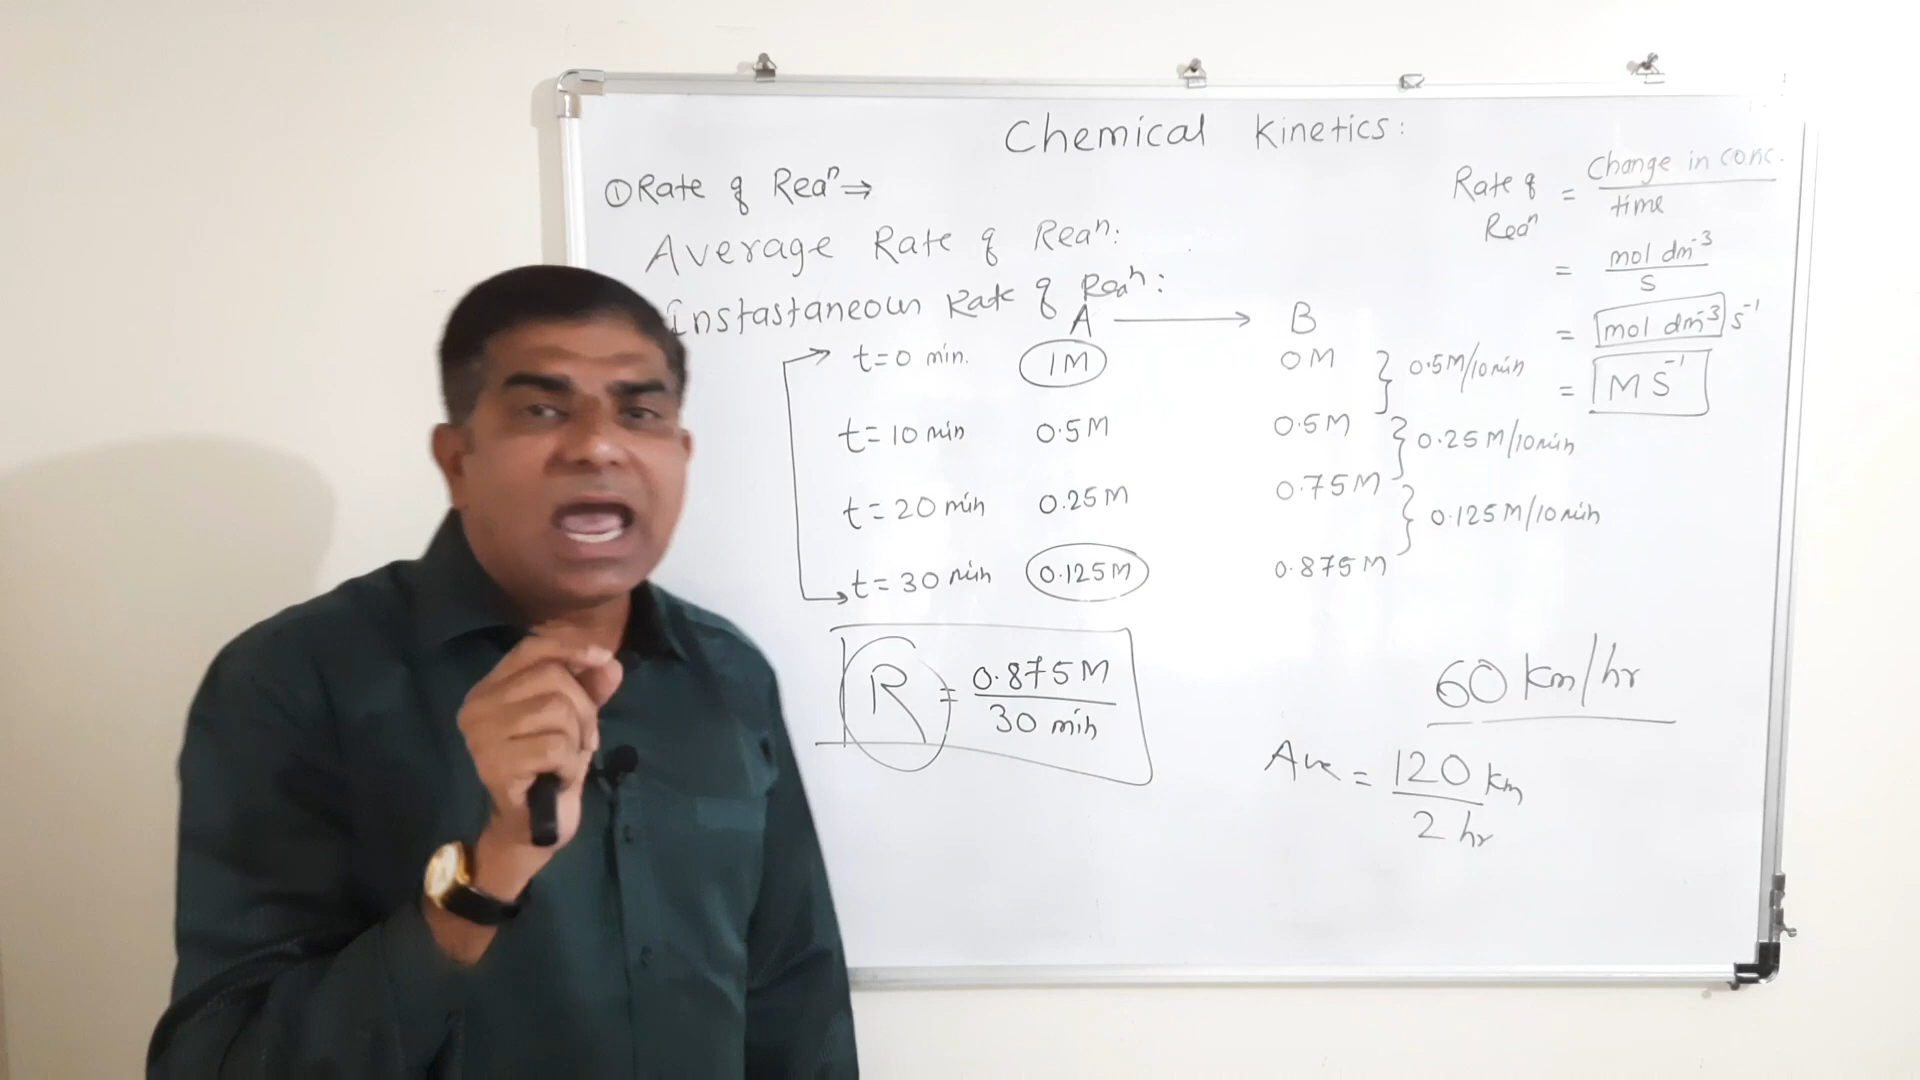 Chemical Kinetics:
① Rate of Reaⁿ ⇒
Average Rate of Reaⁿ:
Instastaneous Rate of Reaⁿ:
A ⟶ B
t=0 min. 1M 0M } 0.5M/10min
t=10 min 0.5M 0.5M } 0.25M/10min
t=20 min 0.25M 0.75M } 0.125M/10min
t=30 min 0.125M 0.875M
R = 0.875M / 30 min
Rate of Reaⁿ = Change in conc. / time
= mol dm⁻³ / s
= mol dm⁻³ s⁻¹
= M S⁻¹
60 km/hr
Ave = 120 km / 2 hr